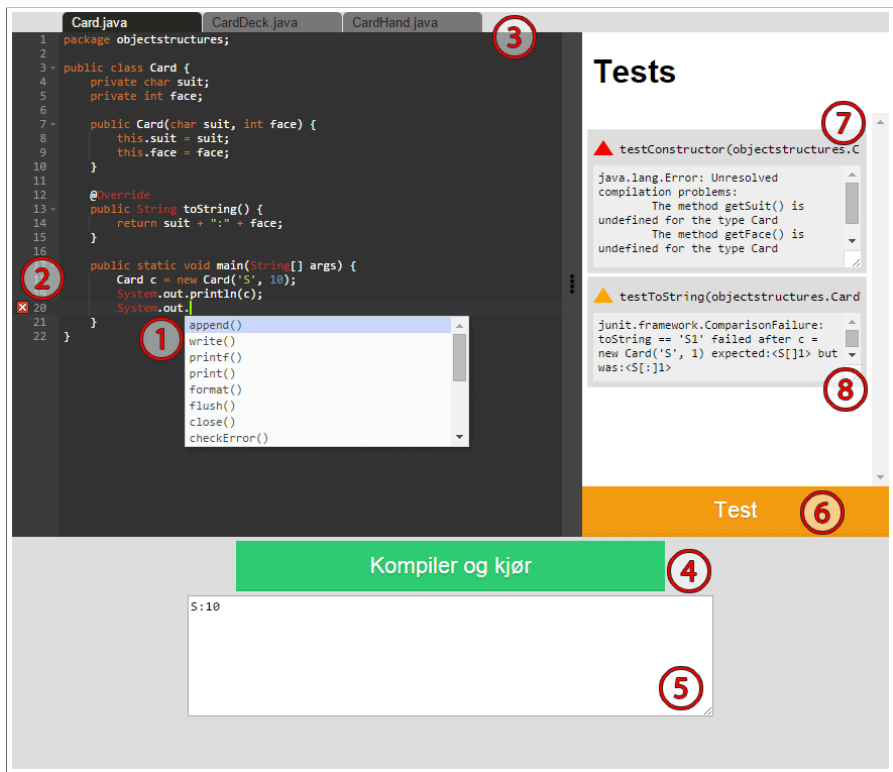 Card.java CardDeck.java CardHand.java
3
1 package objectstructures;
2
3 public class Card {
4 private char suit;
5 private int face;
6
7 public Card(char suit, int face) {
8 this.suit = suit;
9 this.face = face;
10 }
11
12 @Override
13 public String toString() {
14 return suit + ":" + face;
15 }
16
public static void main(String[] args) {
2
Card c = new Card('S', 10);
System.out.println(c);
20 System.out.
21 }
22 }
1
append()
write()
printf()
print()
format()
flush()
close()
checkError()
Tests
7
testConstructor(objectstructures.C
java.lang.Error: Unresolved
compilation problems:
The method getSuit() is
undefined for the type Card
The method getFace() is
undefined for the type Card
testToString(objectstructures.Card
junit.framework.ComparisonFailure:
toString == 'S1' failed after c =
new Card('S', 1) expected:<S[]1> but
was:<S[:]1>
8
Test
6
Kompiler og kjør
4
S:10
5